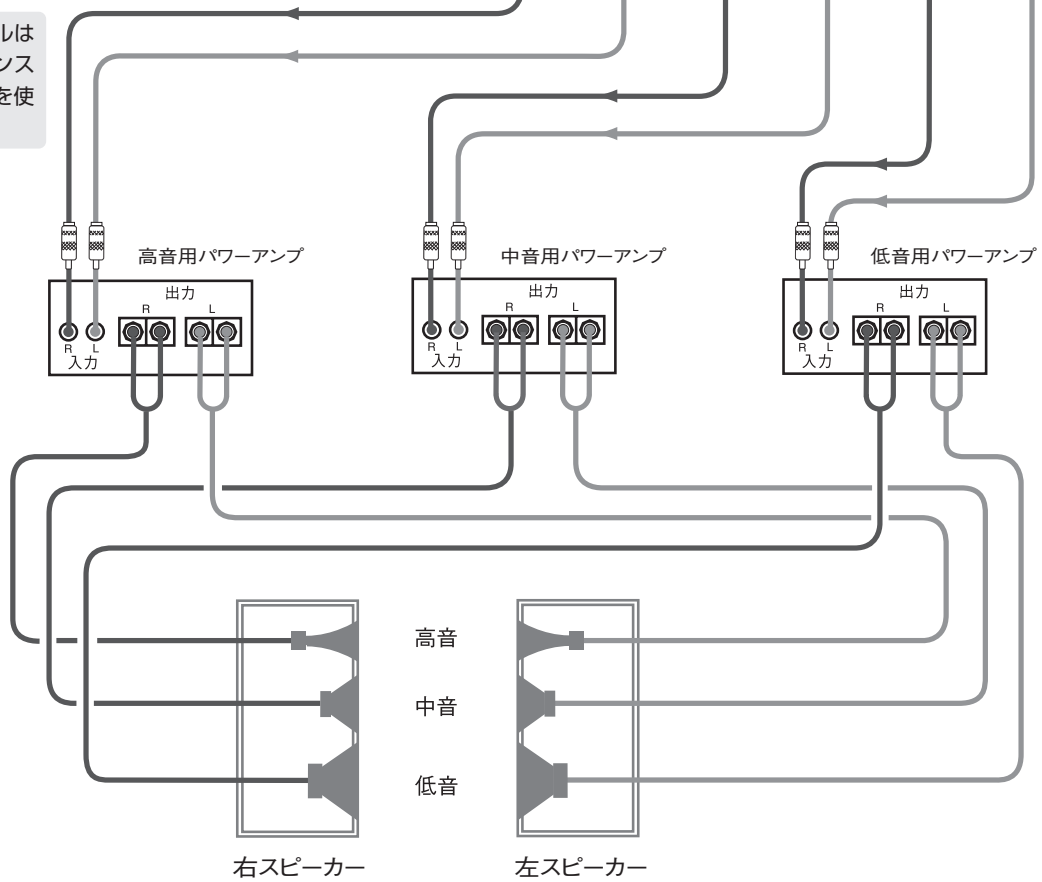 ルは
ンス
を使
高音用パワーアンプ
出力
R L
R L
入力
中音用パワーアンプ
出力
R L
R L
入力
低音用パワーアンプ
出力
R L
R L
入力
高音
中音
低音
右スピーカー
左スピーカー